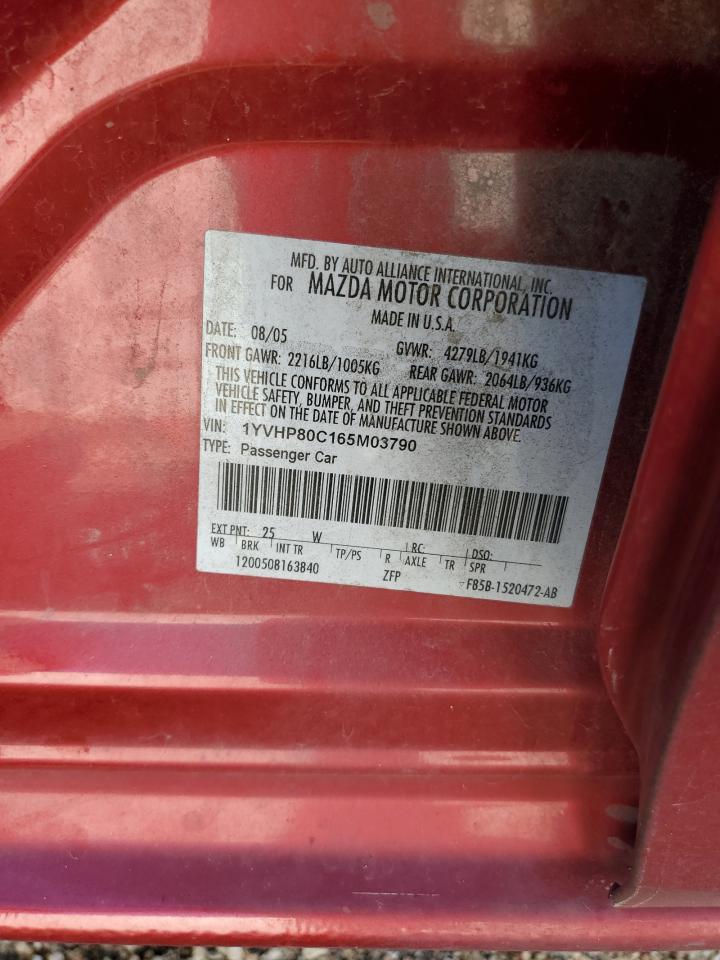 MFD. BY AUTO ALLIANCE INTERNATIONAL, INC.
FOR MAZDA MOTOR CORPORATION
MADE IN U.S.A.
DATE: 08/05 GVWR: 4279LB/1941KG
FRONT GAWR: 2216LB/1005KG REAR GAWR: 2064LB/936KG
THIS VEHICLE CONFORMS TO ALL APPLICABLE FEDERAL MOTOR
VEHICLE SAFETY, BUMPER, AND THEFT PREVENTION STANDARDS
IN EFFECT ON THE DATE OF MANUFACTURE SHOWN ABOVE.
VIN: 1YVHP80C165M03790
TYPE: Passenger Car
EXT PNT: 25 W RC: DSO:
WB BRK INT TR TP/PS R AXLE TR SPR
1200508163840 ZFP F85B-1520472-AB